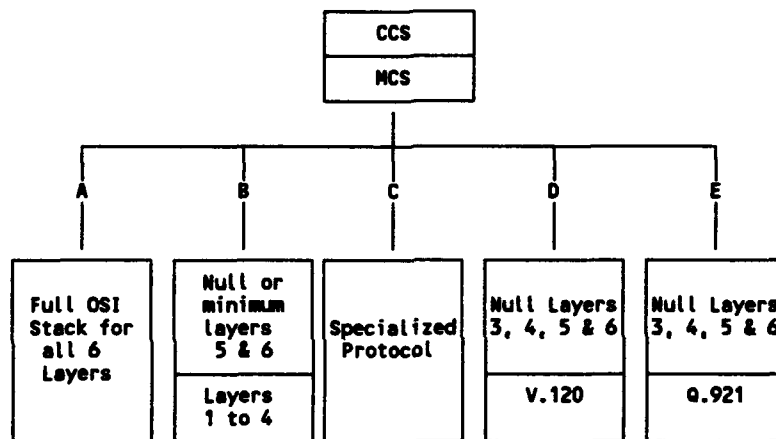 CCS
MCS
A
B
C
D
E
Full OSI
Stack for
all 6
Layers
Null or
minimum
layers
5 & 6
Layers
1 to 4
Specialized
Protocol
Null Layers
3, 4, 5 & 6
V.120
Null Layers
3, 4, 5 & 6
Q.921